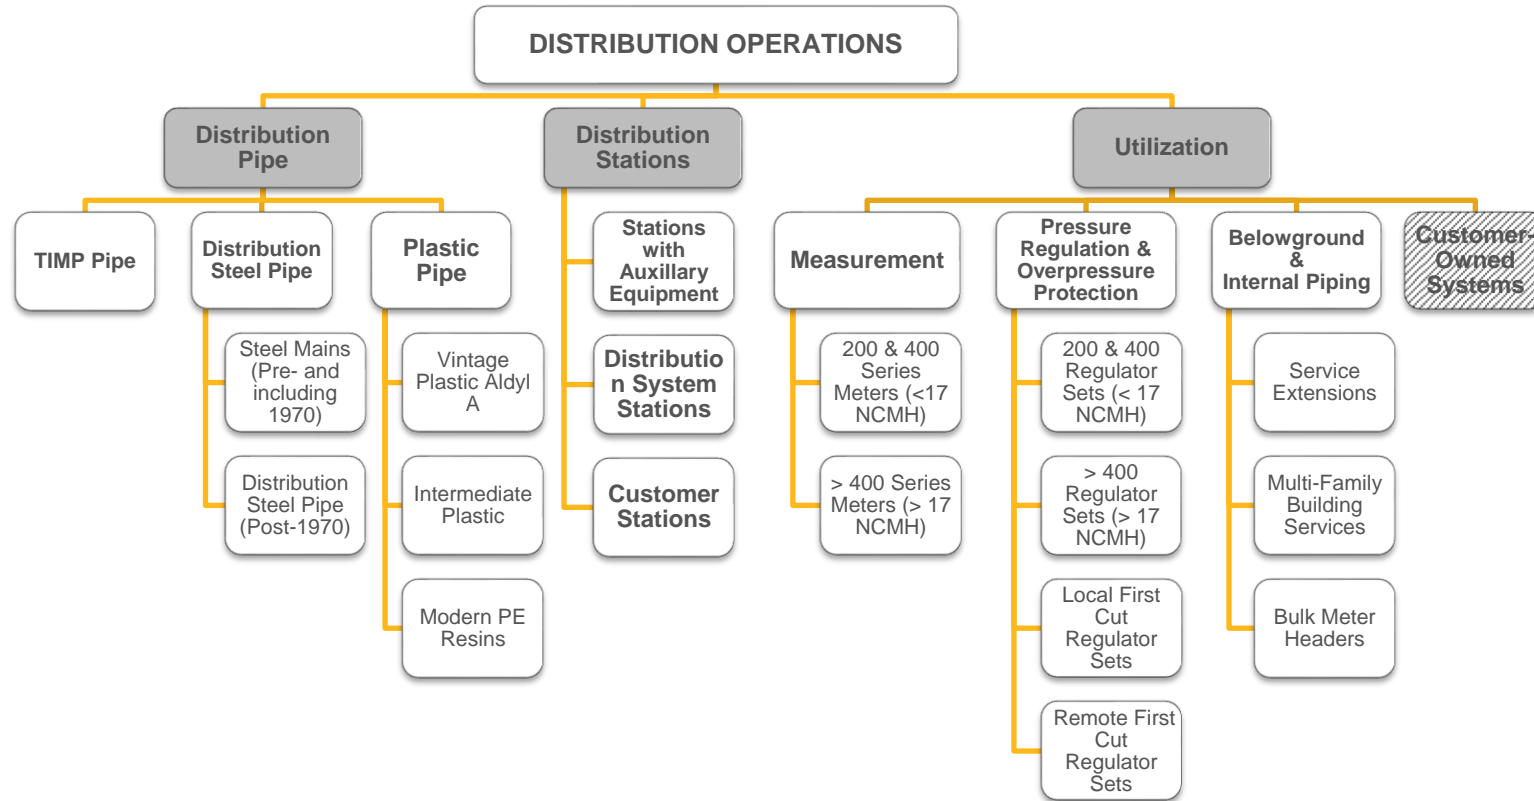 DISTRIBUTION OPERATIONS
Distribution
Pipe
Distribution
Stations
Utilization
TIMP Pipe
Distribution
Steel Pipe
Plastic
Pipe
Stations
with
Auxillary
Equipment
Measurement
Pressure
Regulation &
Overpressure
Protection
Belowground
&
Internal Piping
Customer-
Owned
Systems
Steel Mains
(Pre- and
including
1970)
Vintage
Plastic Aldyl
A
Distributio
n System
Stations
200 & 400
Series
Meters (<17
NCMH)
200 & 400
Regulator
Sets (< 17
NCMH)
Service
Extensions
Distribution
Steel Pipe
(Post-1970)
Intermediate
Plastic
Customer
Stations
> 400 Series
Meters (> 17
NCMH)
> 400
Regulator
Sets (> 17
NCMH)
Multi-Family
Building
Services
Modern PE
Resins
Local First
Cut
Regulator
Sets
Bulk Meter
Headers
Remote First
Cut
Regulator
Sets